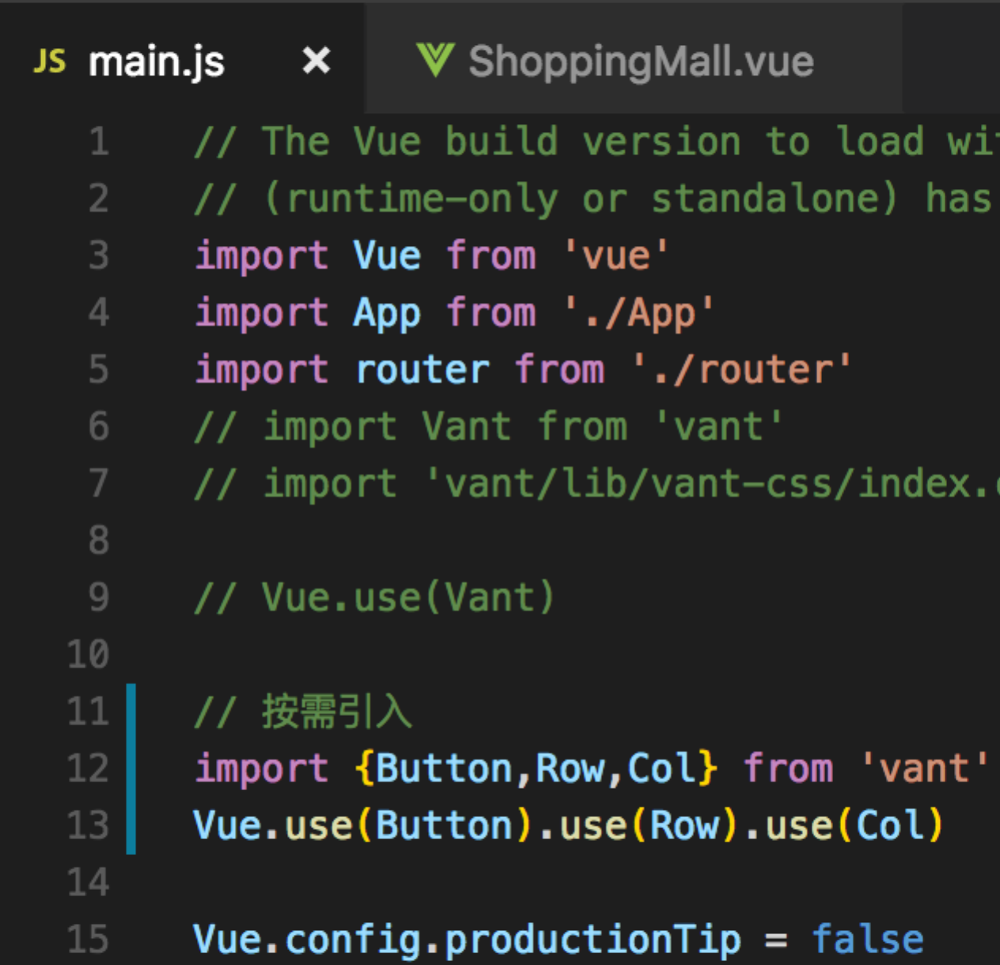 JS main.js × ShoppingMall.vue
1 // The Vue build version to load
2 // (runtime-only or standalone) has
3 import Vue from 'vue'
4 import App from './App'
5 import router from './router'
6 // import Vant from 'vant'
7 // import 'vant/lib/vant-css/index.
8
9 // Vue.use(Vant)
10
11 // 按需引入
12 import {Button,Row,Col} from 'vant'
13 Vue.use(Button).use(Row).use(Col)
14
15 Vue.config.productionTip = false